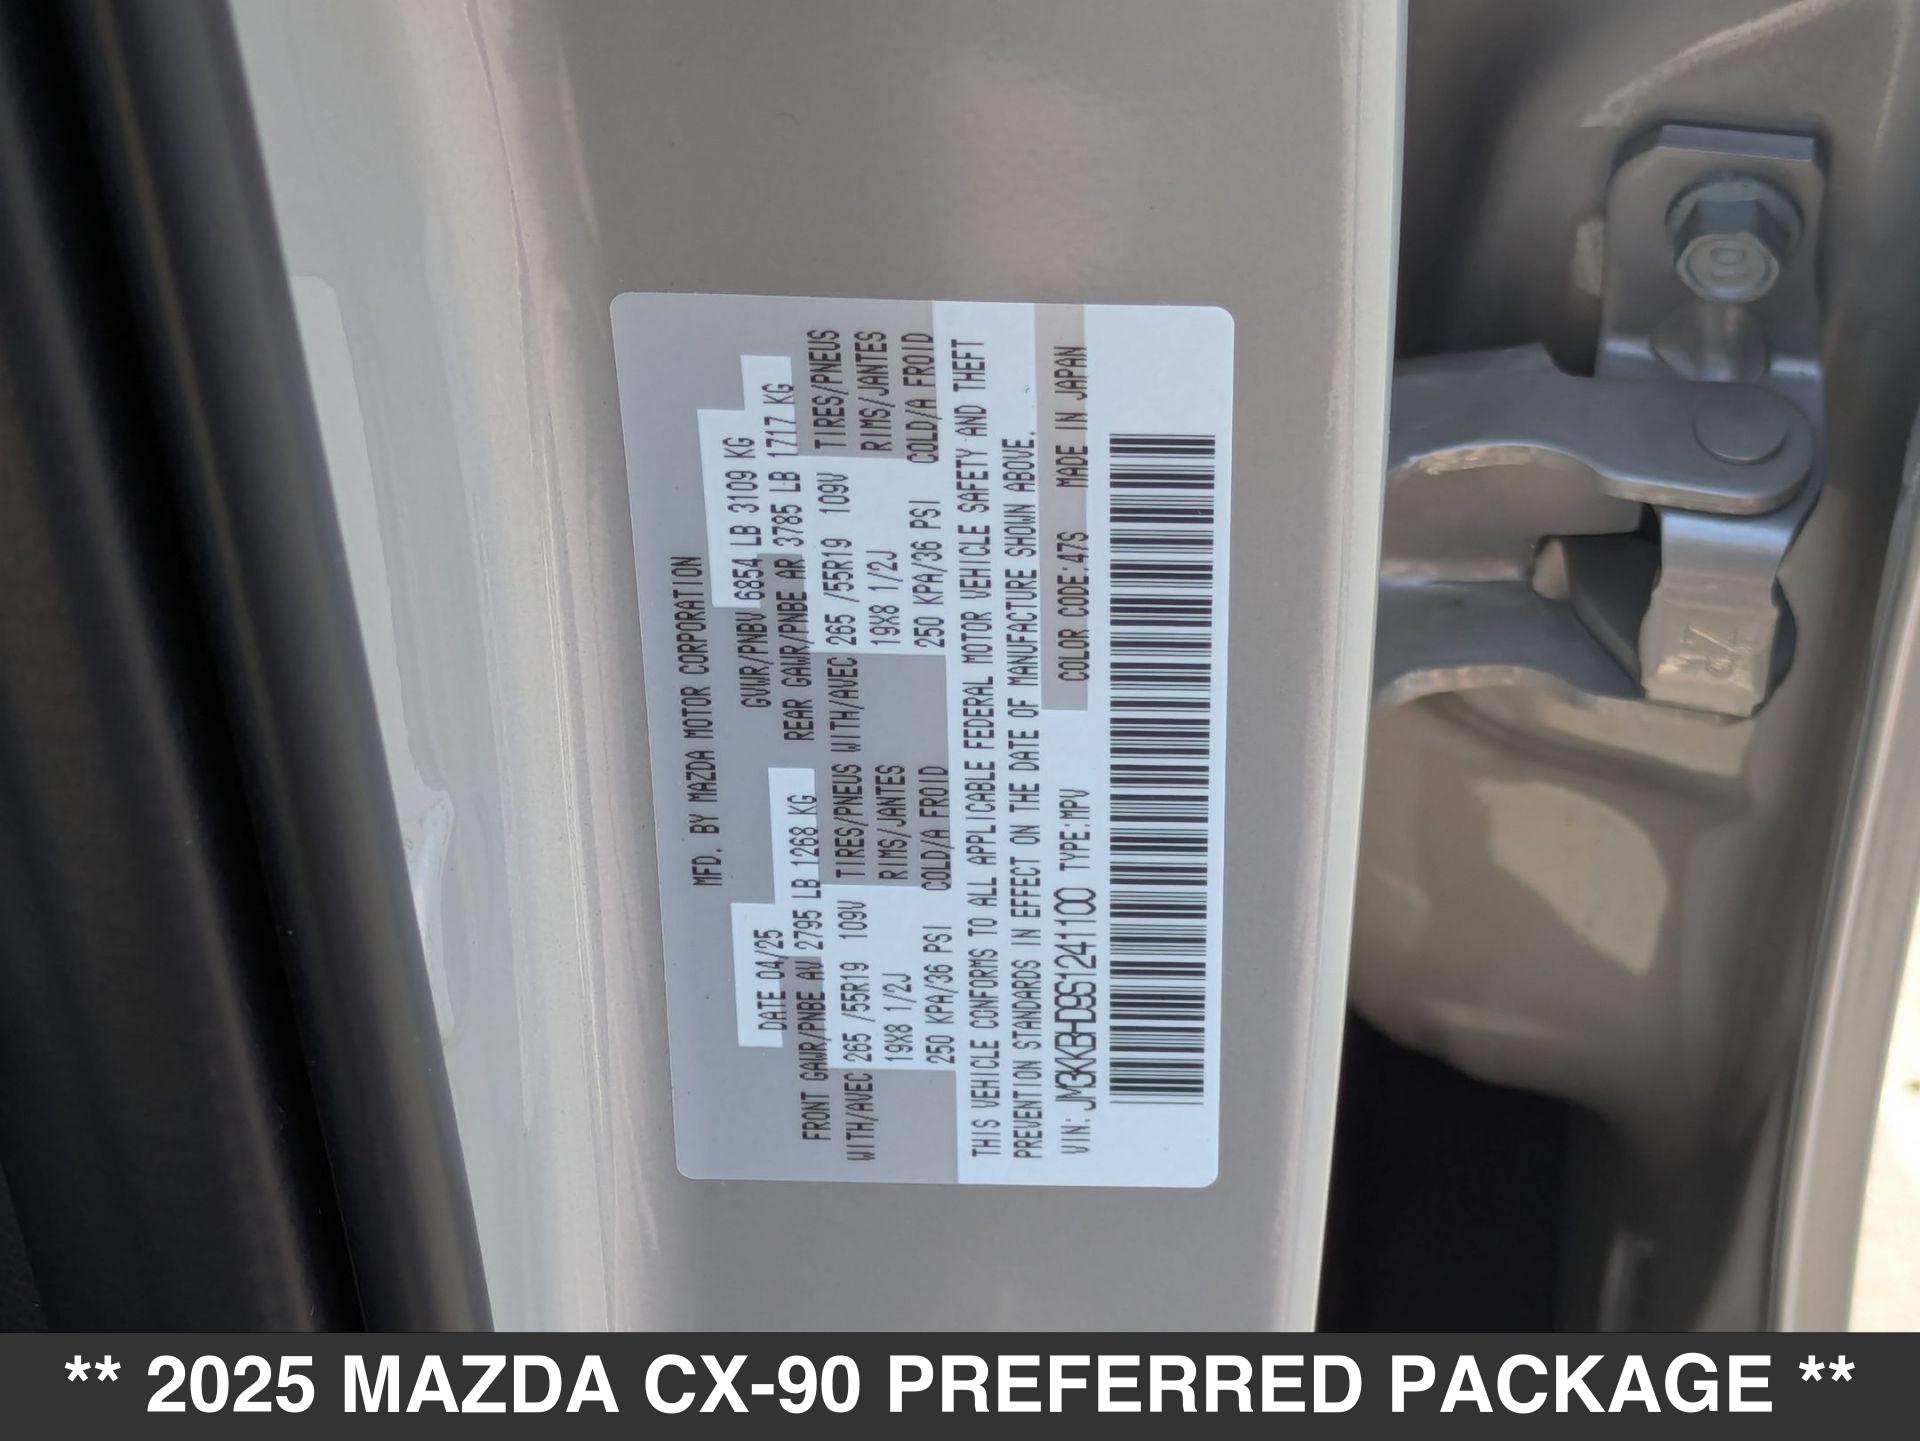 MFD. BY MAZDA MOTOR CORPORATION
DATE 04/25 GVWR/PNBV 6854 LB 3109 KG
FRONT GAWR/PNBE AV 2795 LB 1268 KG REAR GAWR/PNBE AR 3785 LB 1717 KG
WITH/AVEC 265 /55R19 109V TIRES/PNEUS WITH/AVEC 265 /55R19 109V TIRES/PNEUS
19X8 1/2J RIMS/JANTES 19X8 1/2J RIMS/JANTES
250 KPA/36 PSI COLD/A FROID 250 KPA/36 PSI COLD/A FROID
THIS VEHICLE CONFORMS TO ALL APPLICABLE FEDERAL MOTOR VEHICLE SAFETY AND THEFT
PREVENTION STANDARDS IN EFFECT ON THE DATE OF MANUFACTURE SHOWN ABOVE.
VIN: JM3KKBHD9S1241100 TYPE:MPV COLOR CODE:47S MADE IN JAPAN
** 2025 MAZDA CX-90 PREFERRED PACKAGE **